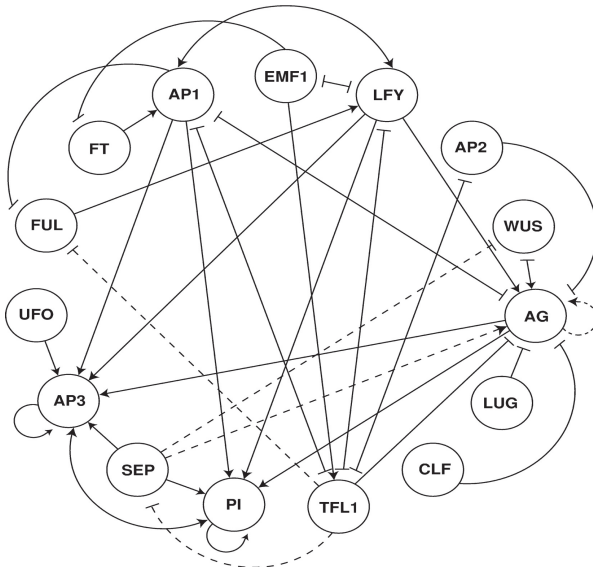 EMF1
AP1
LFY
FT
AP2
FUL
WUS
UFO
AG
AP3
LUG
SEP
CLF
PI
TFL1